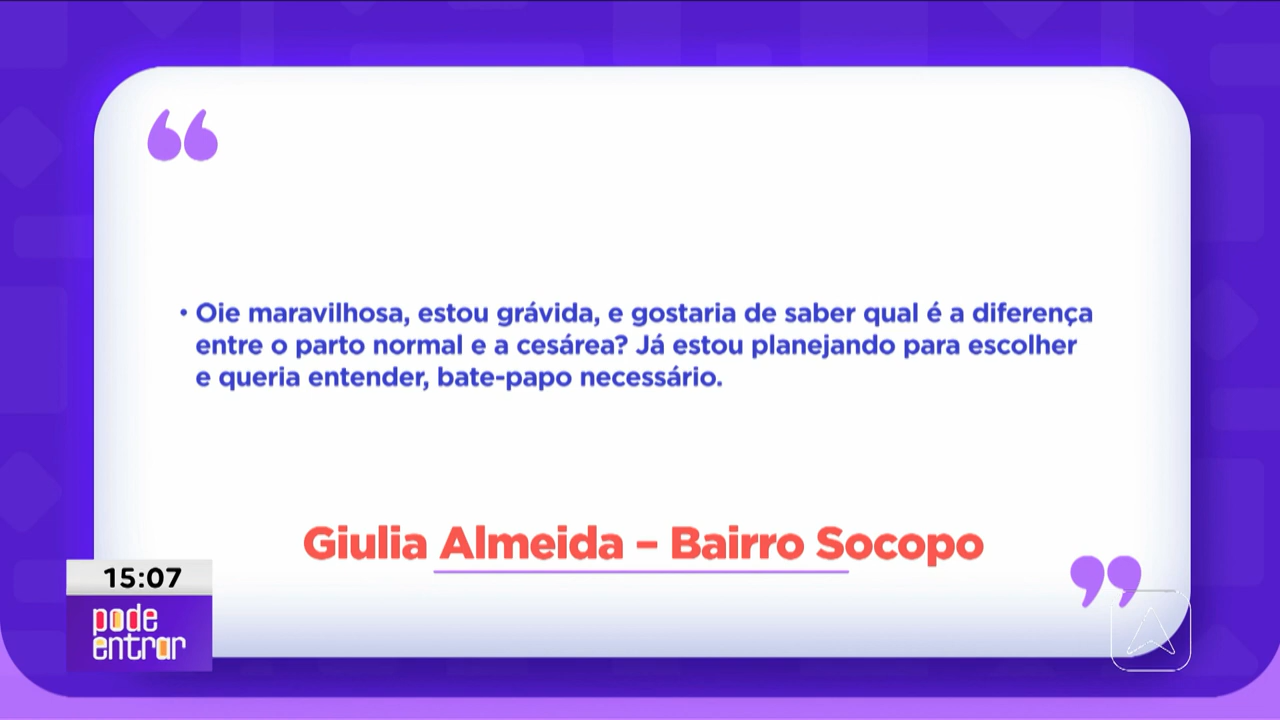 “
• Oie maravilhosa, estou grávida, e gostaria de saber qual é a diferença
entre o parto normal e a cesárea? Já estou planejando para escolher
e queria entender, bate-papo necessário.
Giulia Almeida – Bairro Socopo
”
15:07
pode
entrar